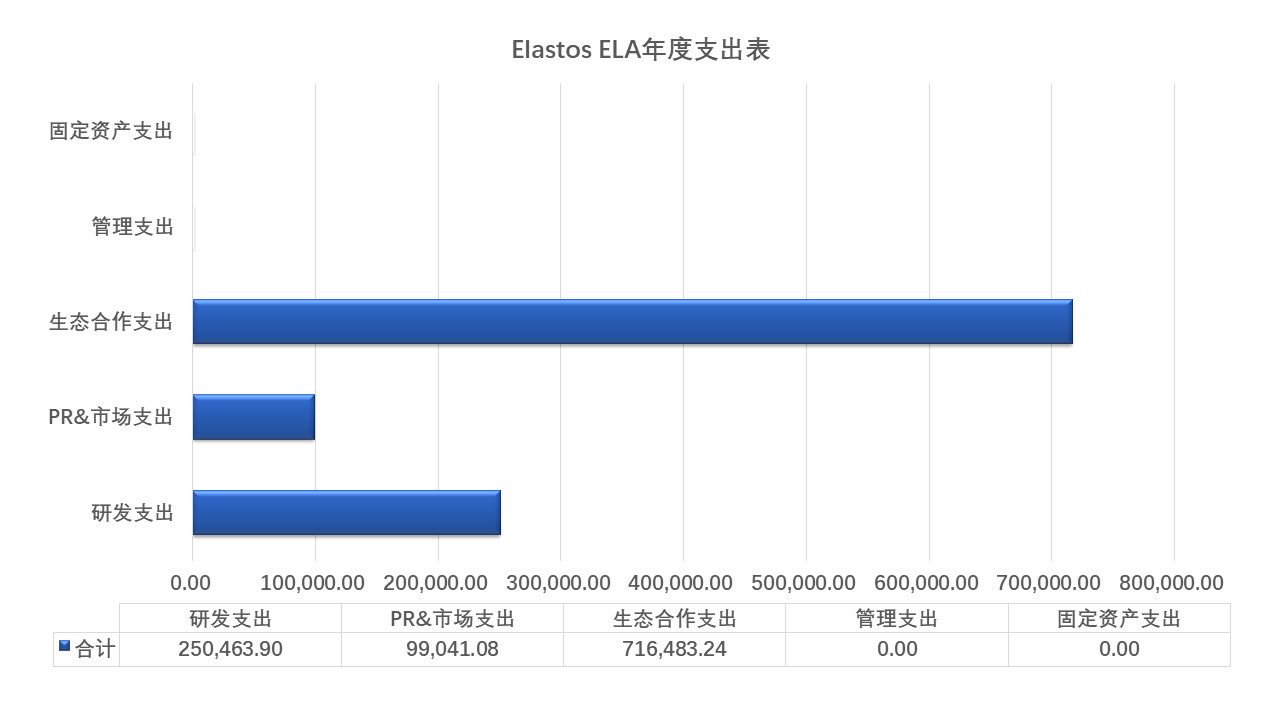 Elastos ELA年度支出表
固定资产支出
管理支出
生态合作支出
PR&市场支出
研发支出
0.00 100,000.00 200,000.00 300,000.00 400,000.00 500,000.00 600,000.00 700,000.00 800,000.00
研发支出 PR&市场支出 生态合作支出 管理支出 固定资产支出
合计 250,463.90 99,041.08 716,483.24 0.00 0.00